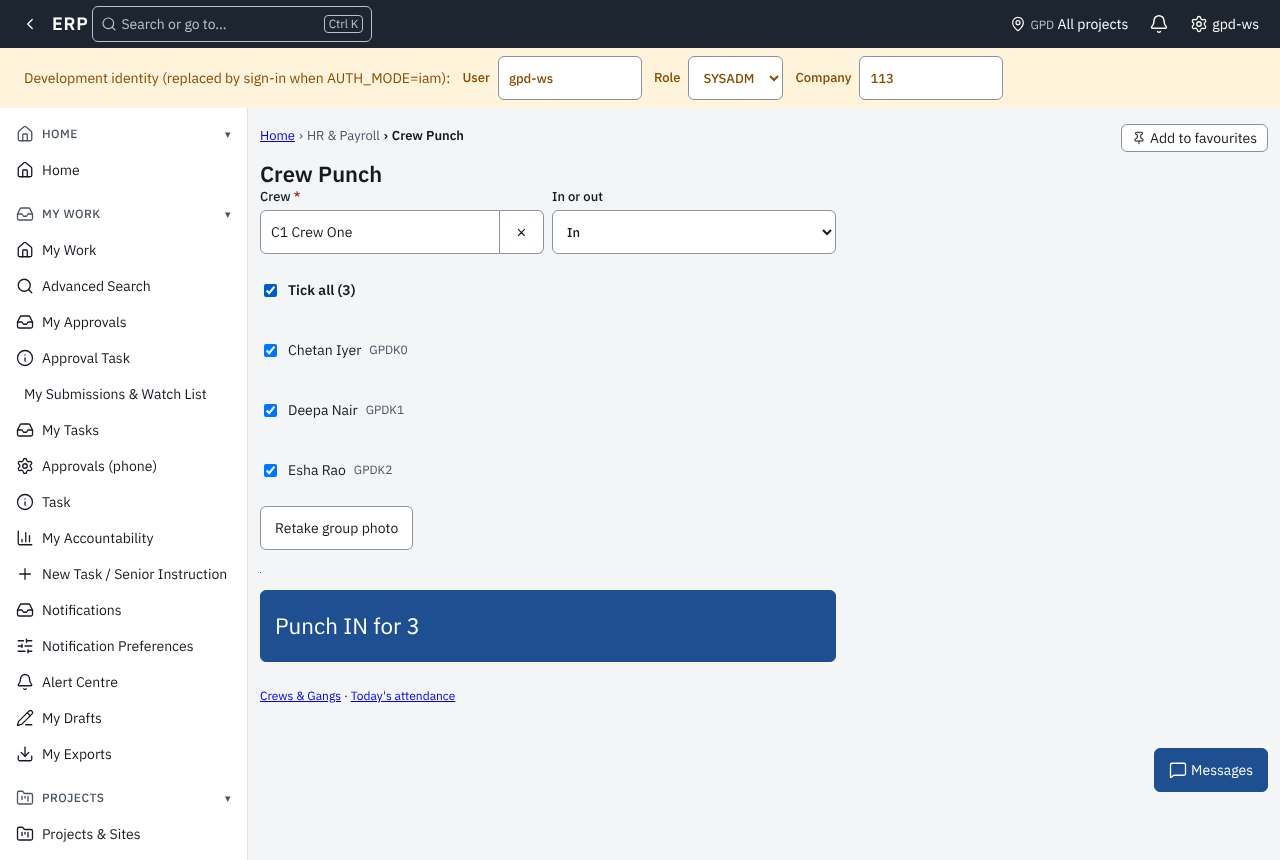 ERP
Search or go to...
Ctrl K
GPD All projects
gpd-ws
Development identity (replaced by sign-in when AUTH_MODE=iam):
User
gpd-ws
Role
SYSADM
Company
113
HOME
Home
MY WORK
My Work
Advanced Search
My Approvals
Approval Task
My Submissions & Watch List
My Tasks
Approvals (phone)
Task
My Accountability
New Task / Senior Instruction
Notifications
Notification Preferences
Alert Centre
My Drafts
My Exports
PROJECTS
Projects & Sites
Home › HR & Payroll › Crew Punch
Add to favourites
Crew Punch
Crew *
C1 Crew One
×
In or out
In
Tick all (3)
Chetan Iyer GPDK0
Deepa Nair GPDK1
Esha Rao GPDK2
Retake group photo
Punch IN for 3
Crews & Gangs · Today's attendance
Messages